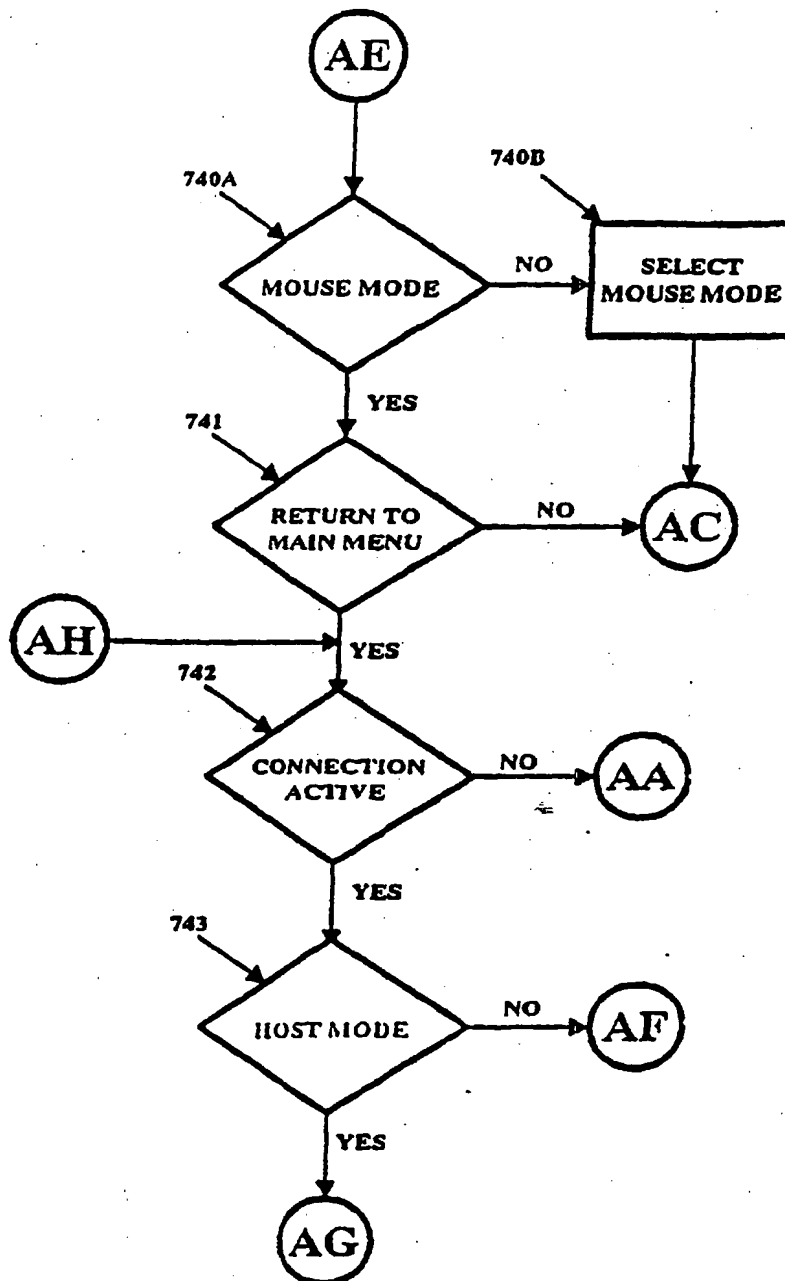 AE
740A
740B
MOUSE MODE
NO
SELECT
MOUSE MODE
YES
741
RETURN TO
MAIN MENU
NO
AC
AH
YES
742
CONNECTION
ACTIVE
NO
AA
YES
743
HOST MODE
NO
AF
YES
AG